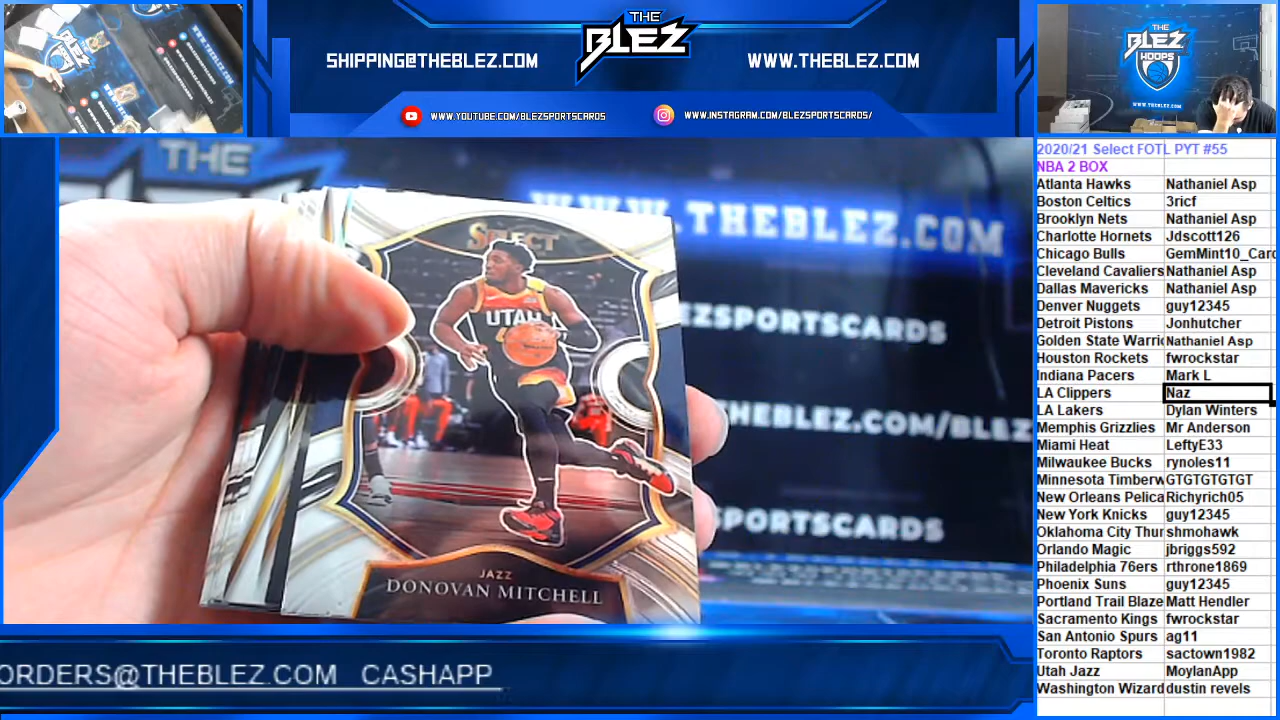 THE
BLEZ
SHIPPING@THEBLEZ.COM
WWW.THEBLEZ.COM
WWW.YOUTUBE.COM/BLEZSPORTSCARDS
WWW.INSTAGRAM.COM/BLEZSPORTSCARDS/
THE
BLEZ
HOOPS
WWW.THEBLEZ.COM
THE
WWW.THEBLEZ.COM
EZSPORTSCARDS
THEBLEZ.COM/BLEZ
SPORTSCARDS
SELECT
UTAH
JAZZ
DONOVAN MITCHELL
ORDERS@THEBLEZ.COM CASHAPP
2020/21 Select FOTL PYT #55
NBA 2 BOX
Atlanta Hawks Nathaniel Asp
Boston Celtics 3ricf
Brooklyn Nets Nathaniel Asp
Charlotte Hornets Jdscott126
Chicago Bulls GemMint10_Card
Cleveland Cavaliers Nathaniel Asp
Dallas Mavericks Nathaniel Asp
Denver Nuggets guy12345
Detroit Pistons Jonhutcher
Golden State Warric Nathaniel Asp
Houston Rockets fwrockstar
Indiana Pacers Mark L
LA Clippers Naz
LA Lakers Dylan Winters
Memphis Grizzlies Mr Anderson
Miami Heat LeftyE33
Milwaukee Bucks rynoles11
Minnesota Timberw GTGTGTGTGT
New Orleans Pelica Richyrich05
New York Knicks guy12345
Oklahoma City Thur shmohawk
Orlando Magic jbriggs592
Philadelphia 76ers rthrone1869
Phoenix Suns guy12345
Portland Trail Blaze Matt Hendler
Sacramento Kings fwrockstar
San Antonio Spurs ag11
Toronto Raptors sactown1982
Utah Jazz MoylanApp
Washington Wizard dustin revels